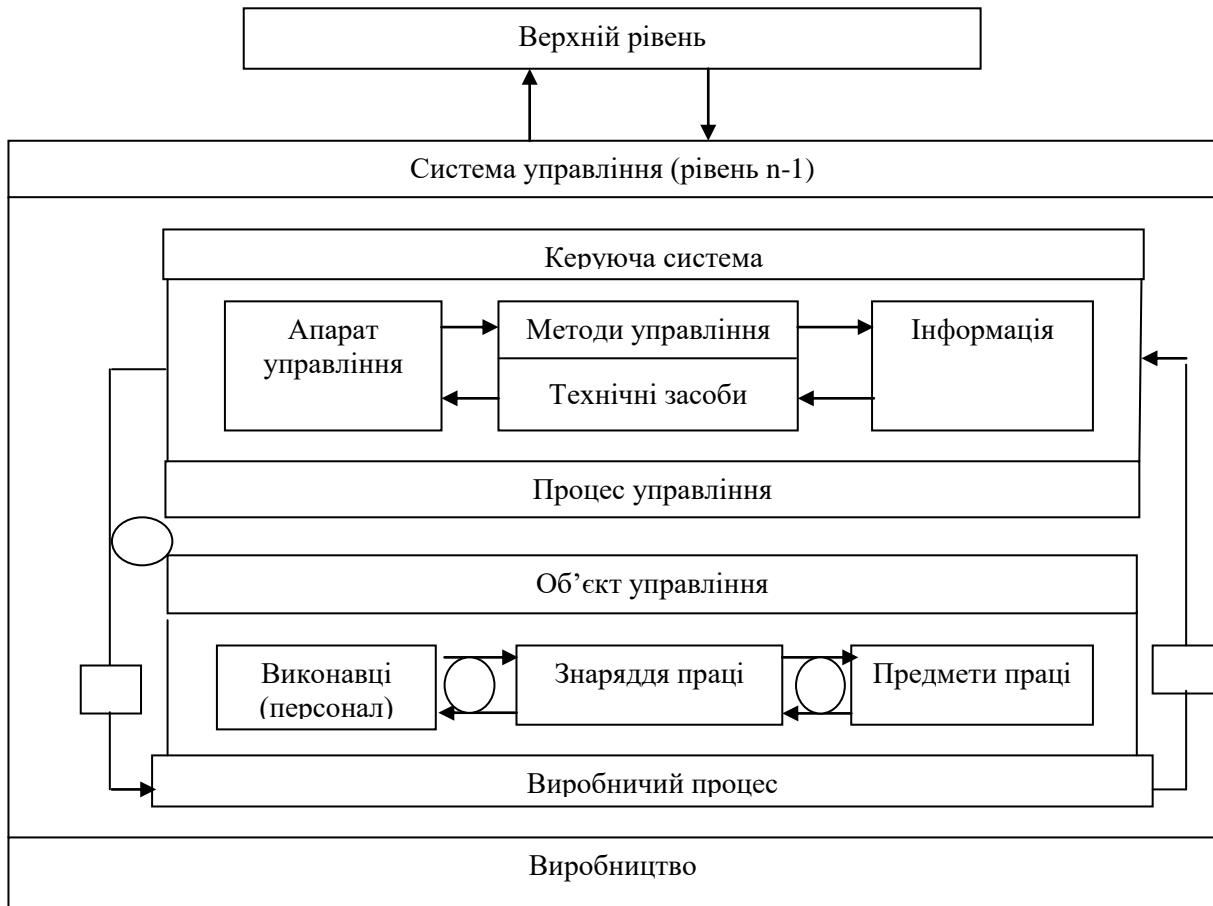 Верхній рівень
Система управління (рівень n-1)
Керуюча система
Апарат
управління
Методи управління
Технічні засоби
Інформація
Процес управління
Об’єкт управління
Виконавці
(персонал)
Знаряддя праці
Предмети праці
Виробничий процес
Виробництво